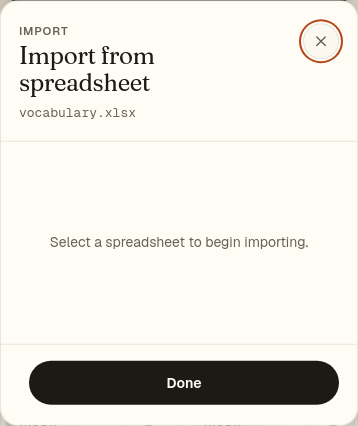 IMPORT
Import from
spreadsheet
vocabulary.xlsx
Select a spreadsheet to begin importing.
Done